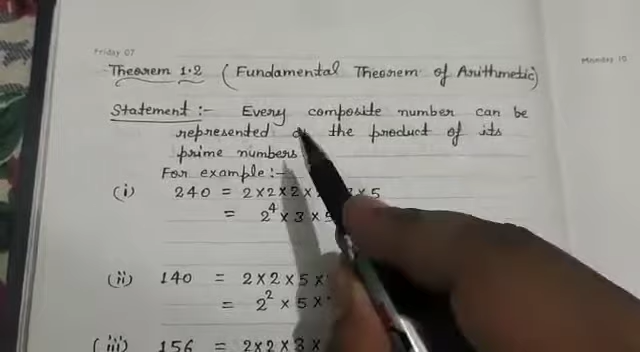 Friday 07
Monday 10
Theorem 1.2 (Fundamental Theorem of Arithmetic)
Statement :- Every composite number can be
represented the product of its
prime numbers
For example :-
(i) 240 = 2×2×2× ×5
= 2⁴ × 3 × 5
(ii) 140 = 2×2×5×
= 2² × 5 ×
(iii) 156 = 2×2×3×